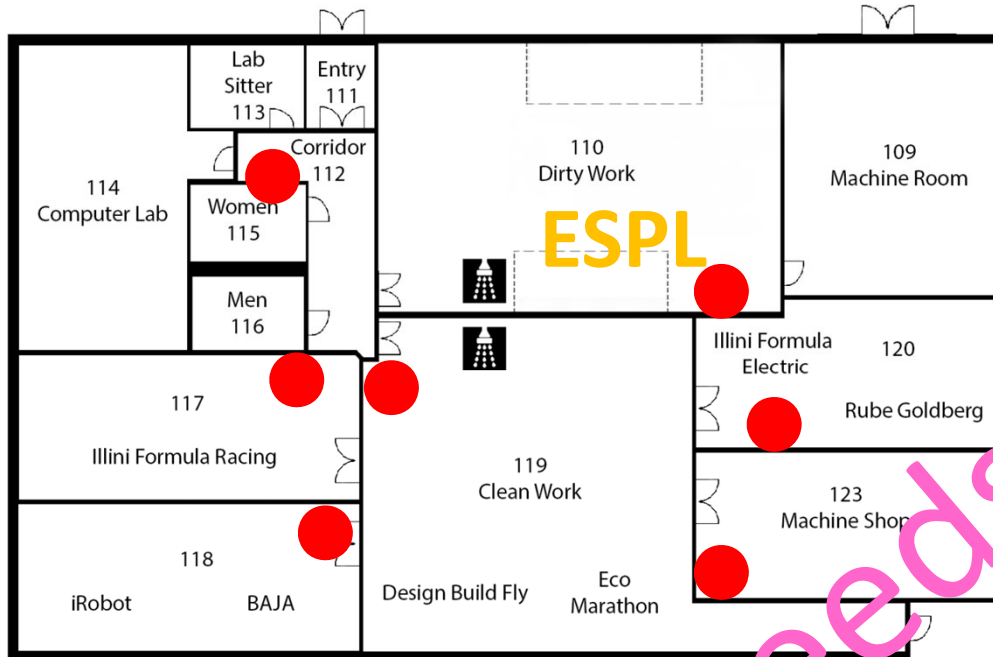 Lab
Sitter
113
Entry
111
Corridor
112
110
Dirty Work
109
Machine Room
114
Computer Lab
Women
115
ESPL
Men
116
Illini Formula
Electric
120
Rube Goldberg
117
Illini Formula Racing
119
Clean Work
123
Machine Shop
118
iRobot
BAJA
Design Build Fly
Eco
Marathon